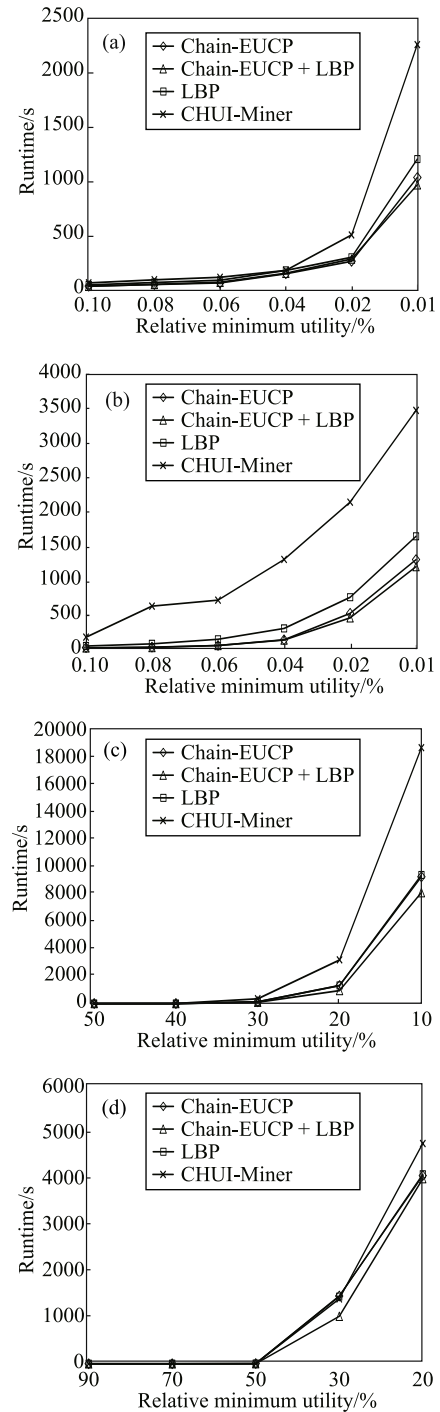 (a)
Chain-EUCP
Chain-EUCP + LBP
LBP
CHUI-Miner
2500
2000
1500
1000
500
0
Runtime/s
0.10 0.08 0.06 0.04 0.02 0.01
Relative minimum utility/%
(b)
Chain-EUCP
Chain-EUCP + LBP
LBP
CHUI-Miner
4000
3500
3000
2500
2000
1500
1000
500
0
Runtime/s
0.10 0.08 0.06 0.04 0.02 0.01
Relative minimum utility/%
(c)
Chain-EUCP
Chain-EUCP + LBP
LBP
CHUI-Miner
20000
18000
16000
14000
12000
10000
8000
6000
4000
2000
0
Runtime/s
50 40 30 20 10
Relative minimum utility/%
(d)
Chain-EUCP
Chain-EUCP + LBP
LBP
CHUI-Miner
6000
5000
4000
3000
2000
1000
0
Runtime/s
90 70 50 30 20
Relative minimum utility/%